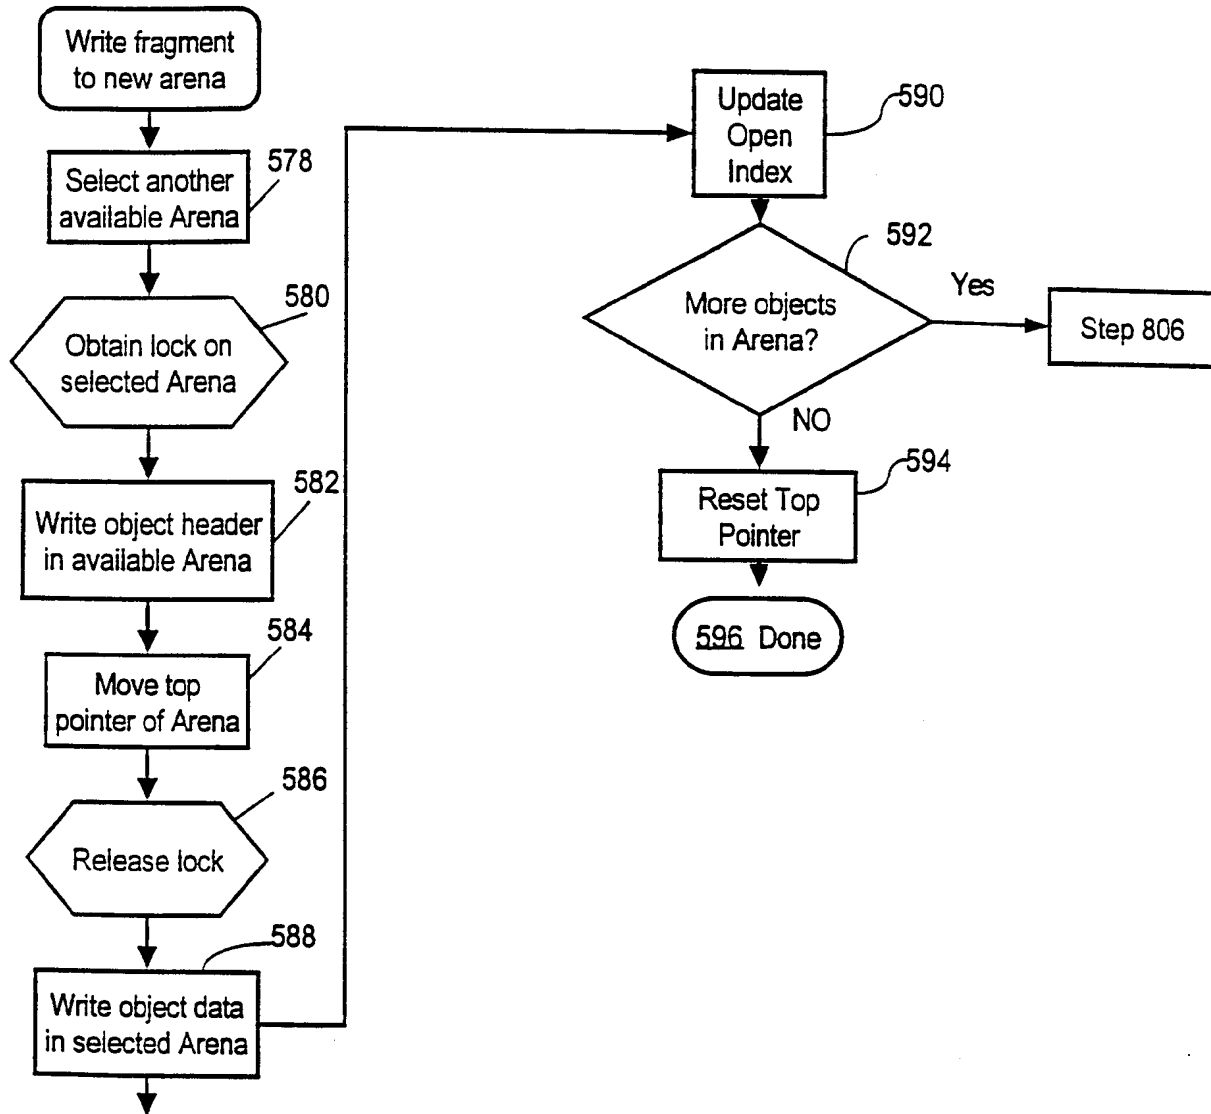 Write fragment
to new arena
578
Select another
available Arena
580
Obtain lock on
selected Arena
582
Write object header
in available Arena
584
Move top
pointer of Arena
586
Release lock
588
Write object data
in selected Arena
590
Update
Open
Index
592
More objects
in Arena?
Yes
Step 806
NO
594
Reset Top
Pointer
596 Done